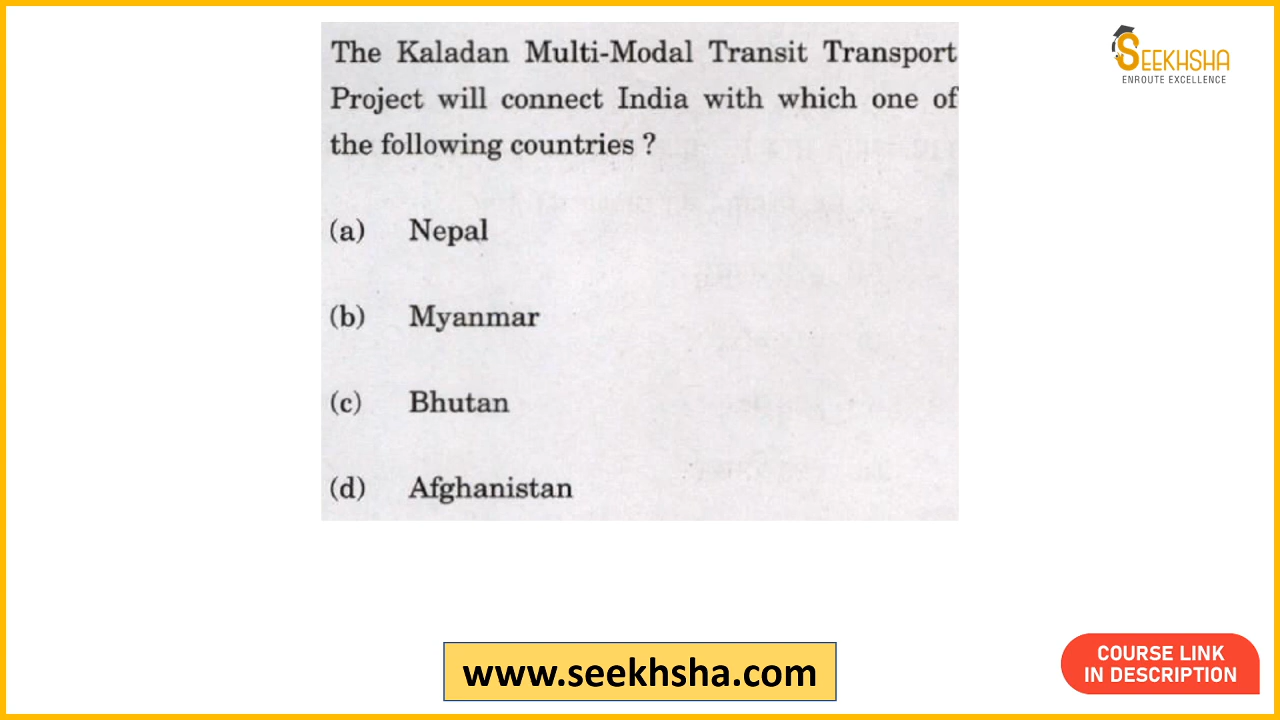 The Kaladan Multi-Modal Transit Transport
Project will connect India with which one of
the following countries ?
(a) Nepal
(b) Myanmar
(c) Bhutan
(d) Afghanistan
SEEKHSHA
ENROUTE EXCELLENCE
www.seekhsha.com
COURSE LINK
IN DESCRIPTION